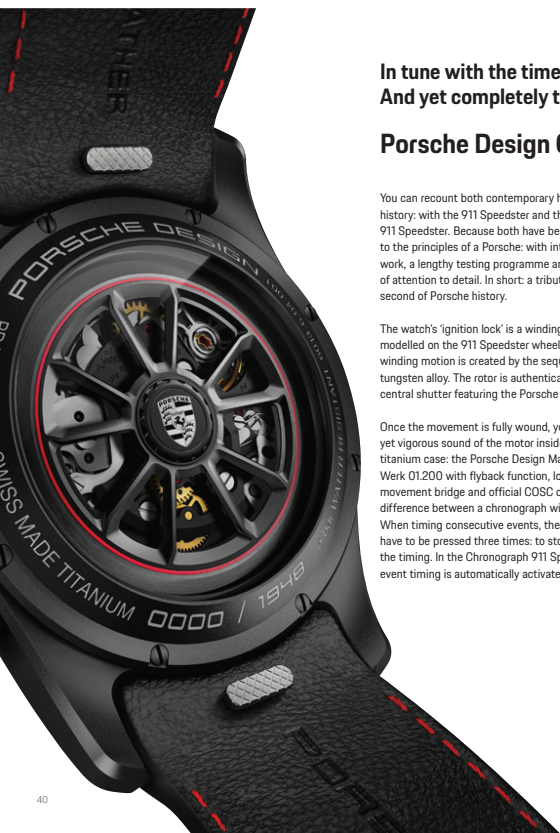 In tune with the time
And yet completely t
Porsche Design C
You can recount both contemporary h
history: with the 911 Speedster and th
911 Speedster. Because both have be
to the principles of a Porsche: with int
work, a lengthy testing programme an
of attention to detail. In short: a tribut
second of Porsche history.
The watch's ‘ignition lock’ is a winding
modelled on the 911 Speedster wheel
winding motion is created by the sequ
tungsten alloy. The rotor is authentica
central shutter featuring the Porsche
Once the movement is fully wound, yo
yet vigorous sound of the motor inside
titanium case: the Porsche Design Ma
Werk 01.200 with flyback function, lo
movement bridge and official COSC c
difference between a chronograph wi
When timing consecutive events, the
have to be pressed three times: to sto
the timing. In the Chronograph 911 Sp
event timing is automatically activate
ATHER
PORSCHE DESIGN
PORSCHE
SWISS MADE TITANIUM
0000 / 1948
PORS
40